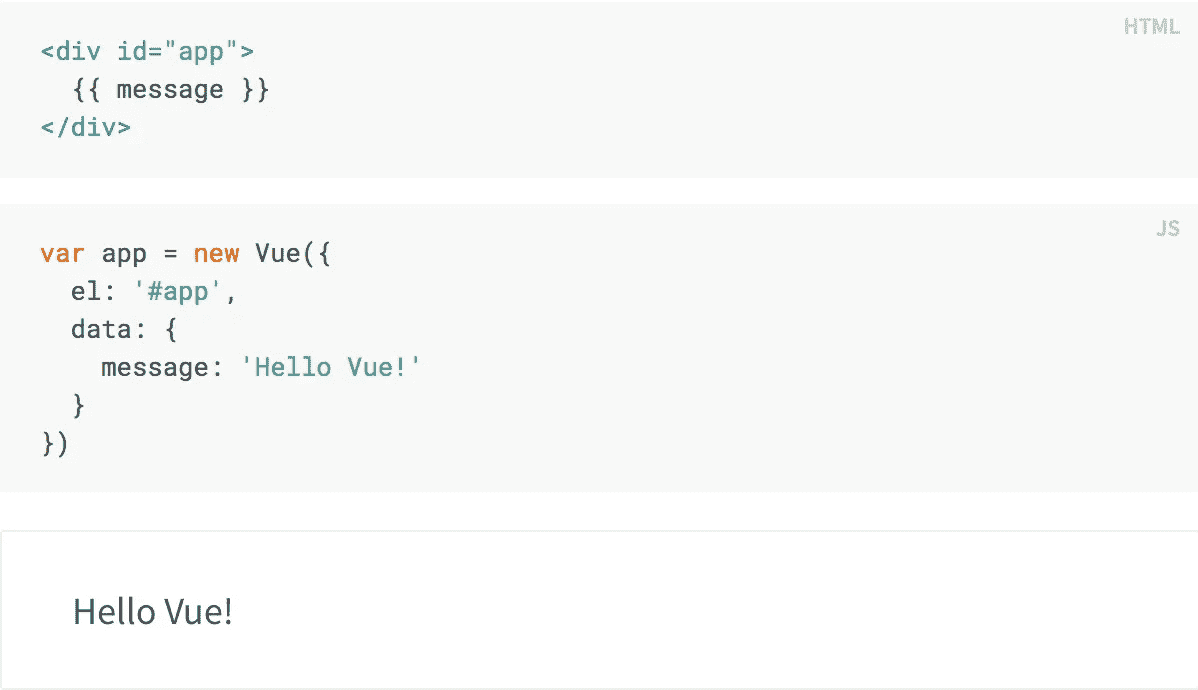 HTML
<div id="app">
  {{ message }}
</div>
JS
var app = new Vue({
  el: '#app',
  data: {
    message: 'Hello Vue!'
  }
})
Hello Vue!